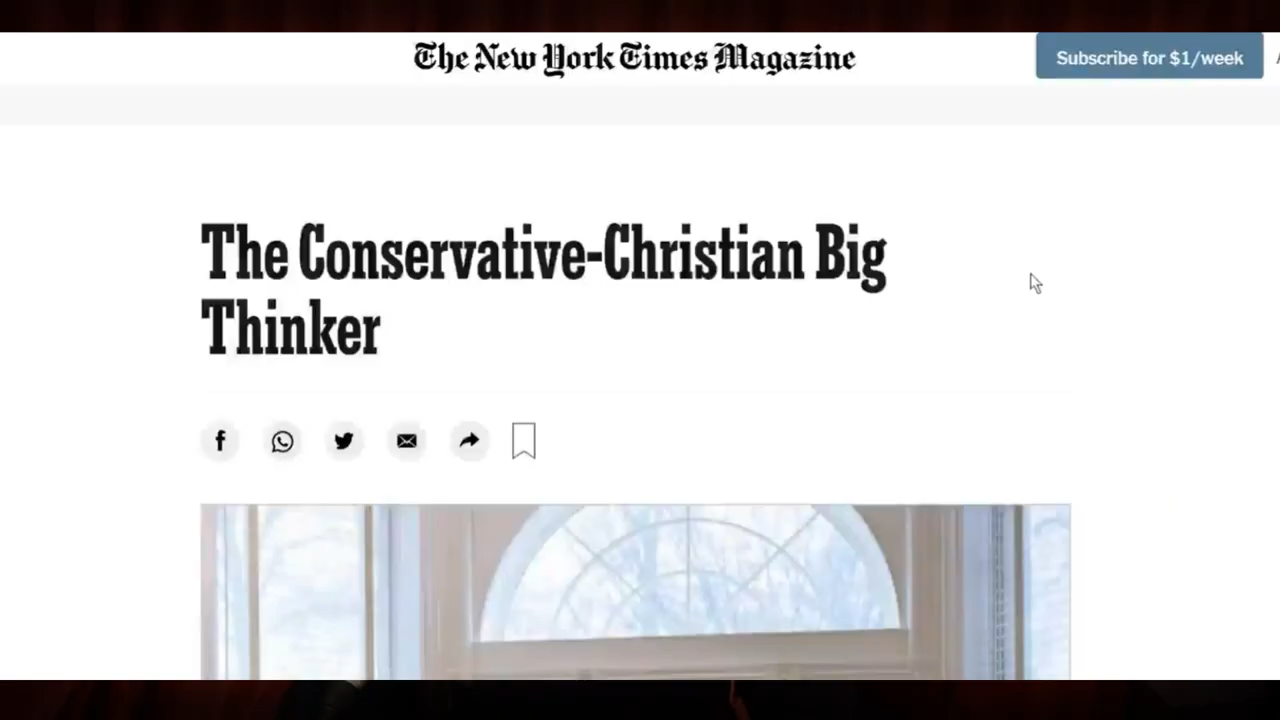 The New York Times Magazine
Subscribe for $1/week
The Conservative-Christian Big
Thinker